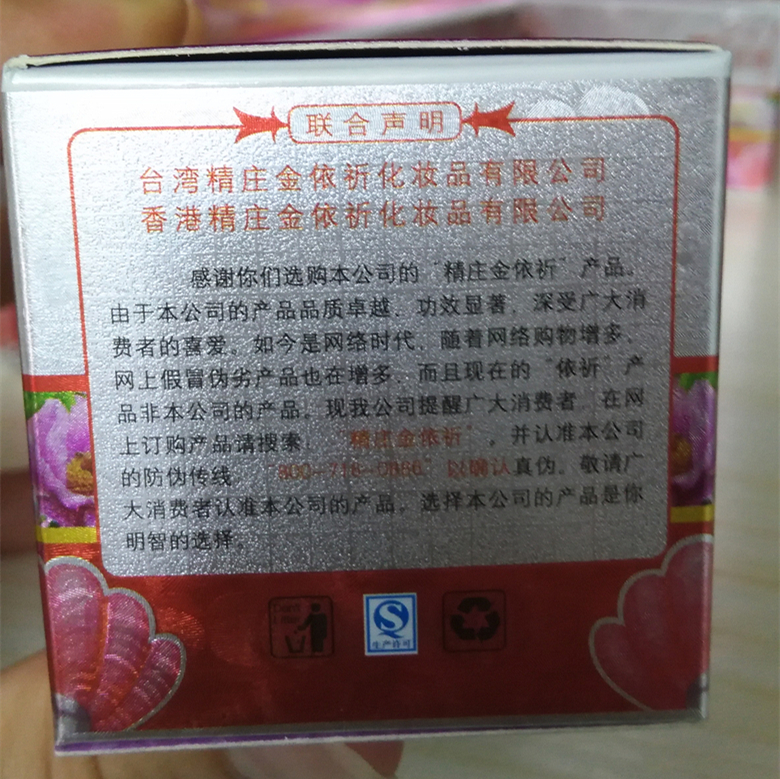 联合声明
台湾精庄金依祈化妆品有限公司
香港精庄金依祈化妆品有限公司
感谢你们选购本公司的“精庄金依祈”产品。
由于本公司的产品品质卓越、功效显著、深受广大消
费者的喜爱。如今是网络时代，随着网络购物增多，
网上假冒伪劣产品也在增多，而且现在的“依祈”产
品非本公司的产品。现我公司提醒广大消费者，在网
上订购产品请搜索：“精庄金依祈”，并认准本公司
的防伪传线 以确认真伪。敬请广
大消费者认准本公司的产品，选择本公司的产品是你
明智的选择。
生产许可